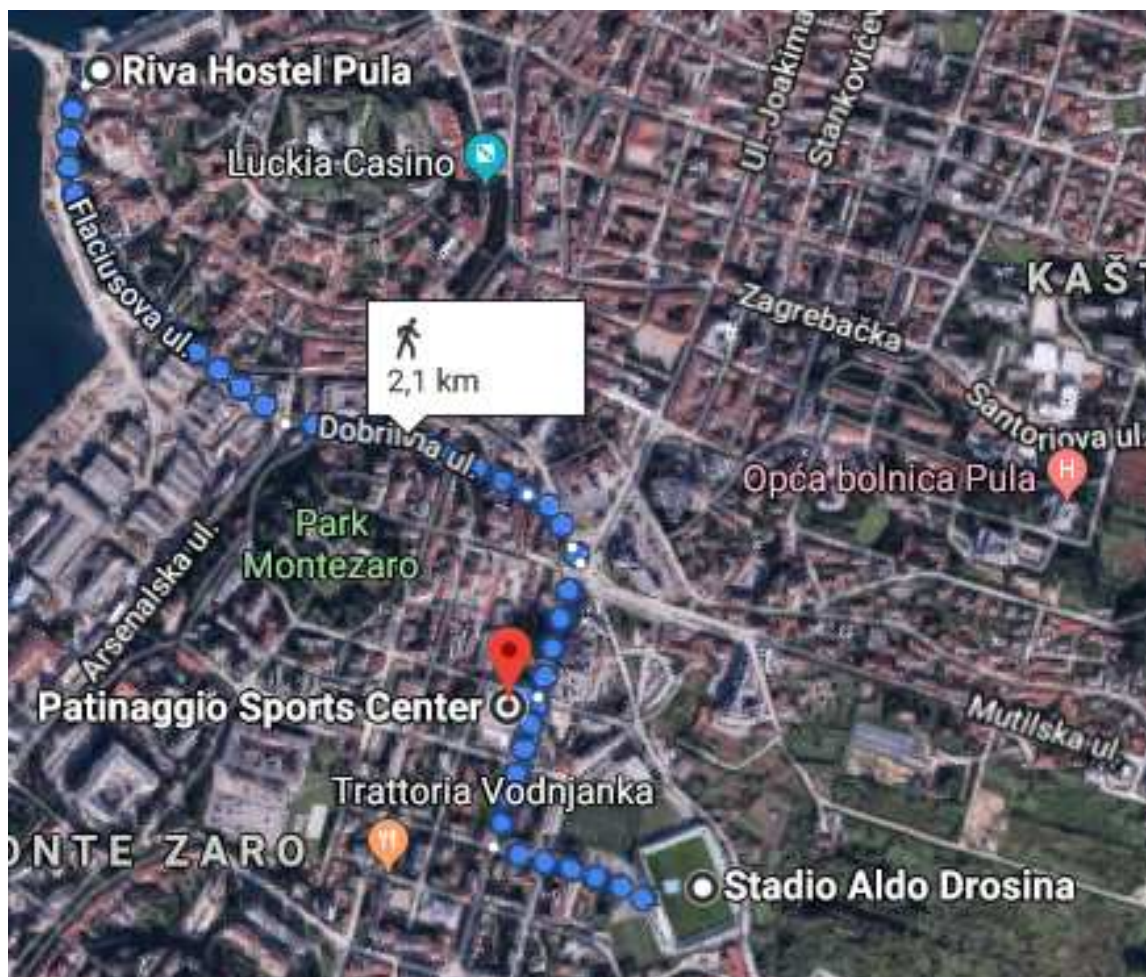 Riva Hostel Pula
Luckia Casino
Ul. Joakima
Stankovićev
KAŠT
Zagrebačka
Flaciusova ul.
2,1 km
Santoriova ul.
Dobrilina ul.
Opća bolnica Pula
H
Park
Montezaro
Arsenalska ul.
Patinaggio Sports Center
Mutilska ul.
Trattoria Vodnjanka
ONTE ZARO
Stadio Aldo Drosina